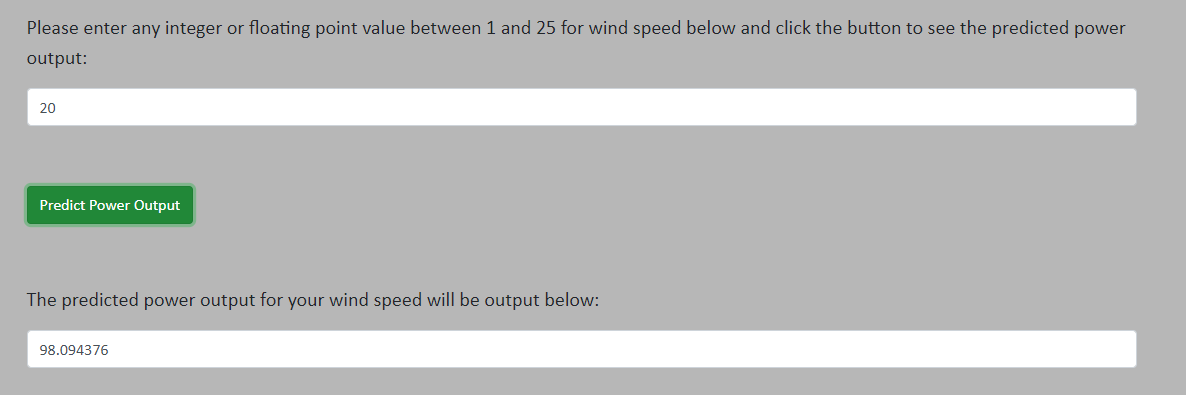 Please enter any integer or floating point value between 1 and 25 for wind speed below and click the button to see the predicted power
output:
20
Predict Power Output
The predicted power output for your wind speed will be output below:
98.094376